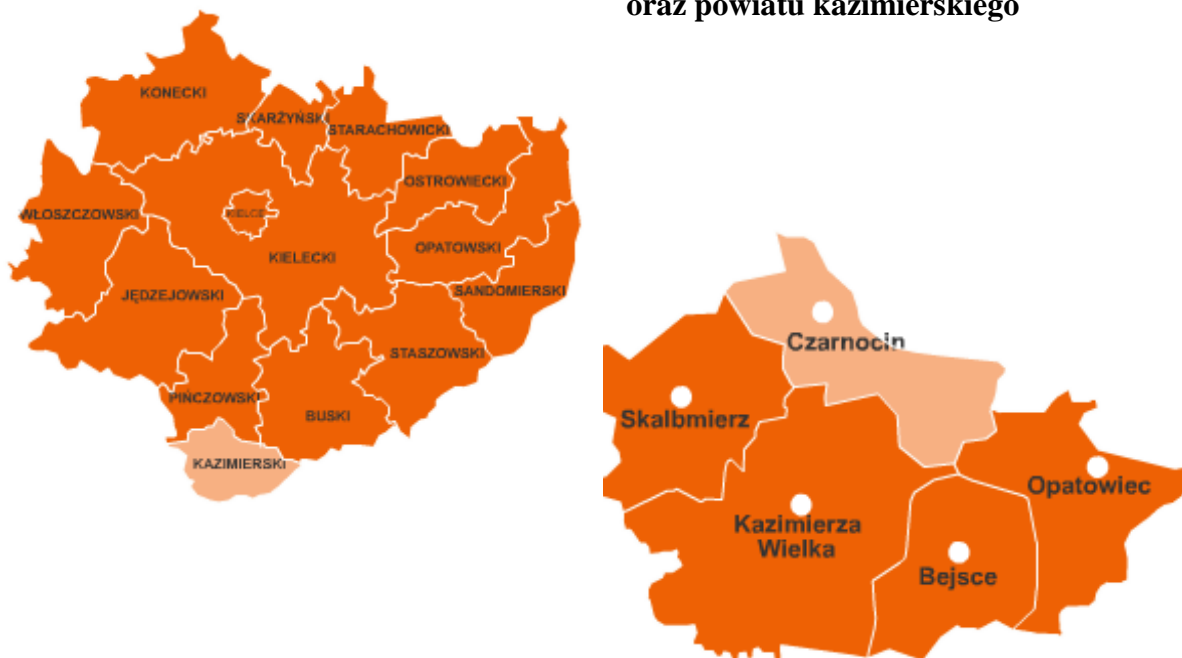 oraz powiatu kazimierskiego
KONECKI
SKARŻYŃSKI
STARACHOWICKI
OSTROWIECKI
WŁOSZCZOWSKI
KIELCE
OPATOWSKI
KIELECKI
JĘDZEJOWSKI
SANDOMIERSKI
STASZOWSKI
PIŃCZOWSKI
BUSKI
KAZIMIERSKI
Czarnocin
Skalbmierz
Opatowiec
Kazimierza
Wielka
Bejsce